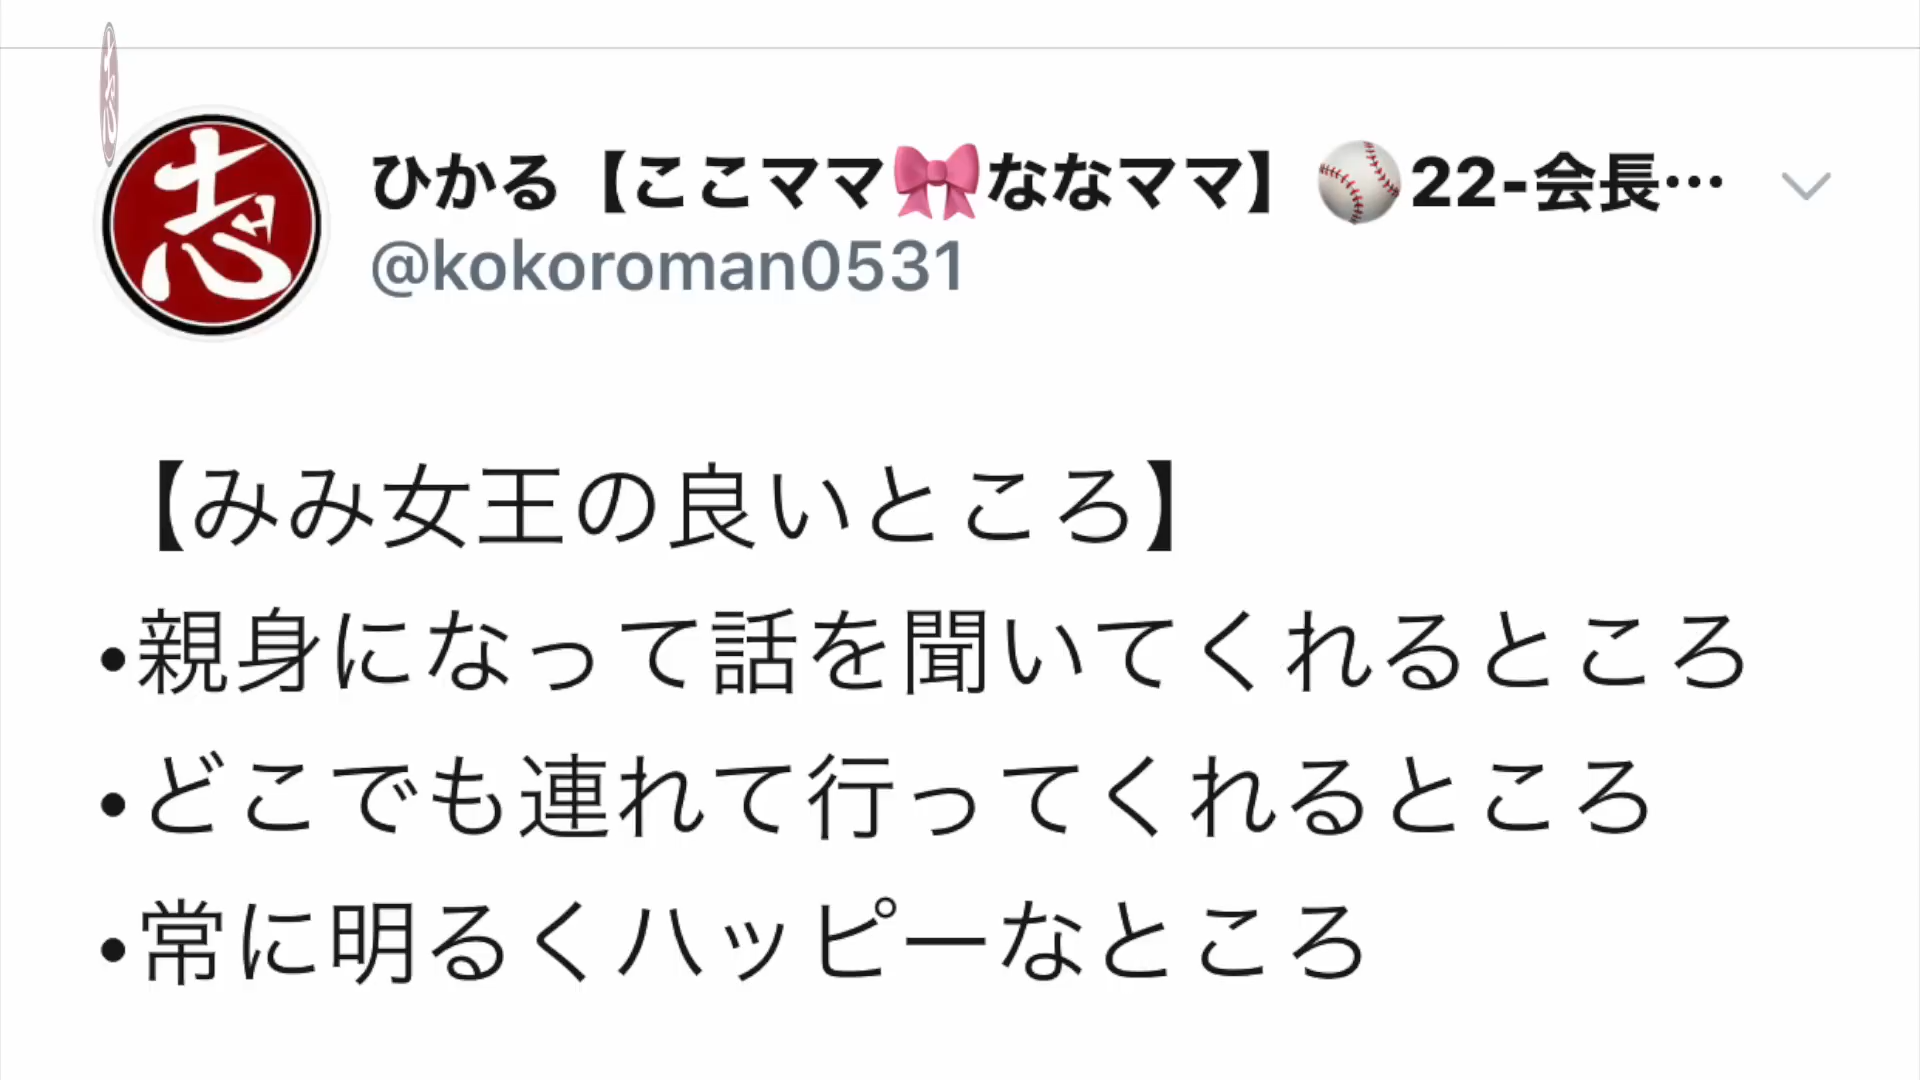 志
ひかる【ここママ🎀ななママ】⚾22-会長…
@kokoroman0531
【みみ女王の良いところ】
•親身になって話を聞いてくれるところ
•どこでも連れて行ってくれるところ
•常に明るくハッピーなところ